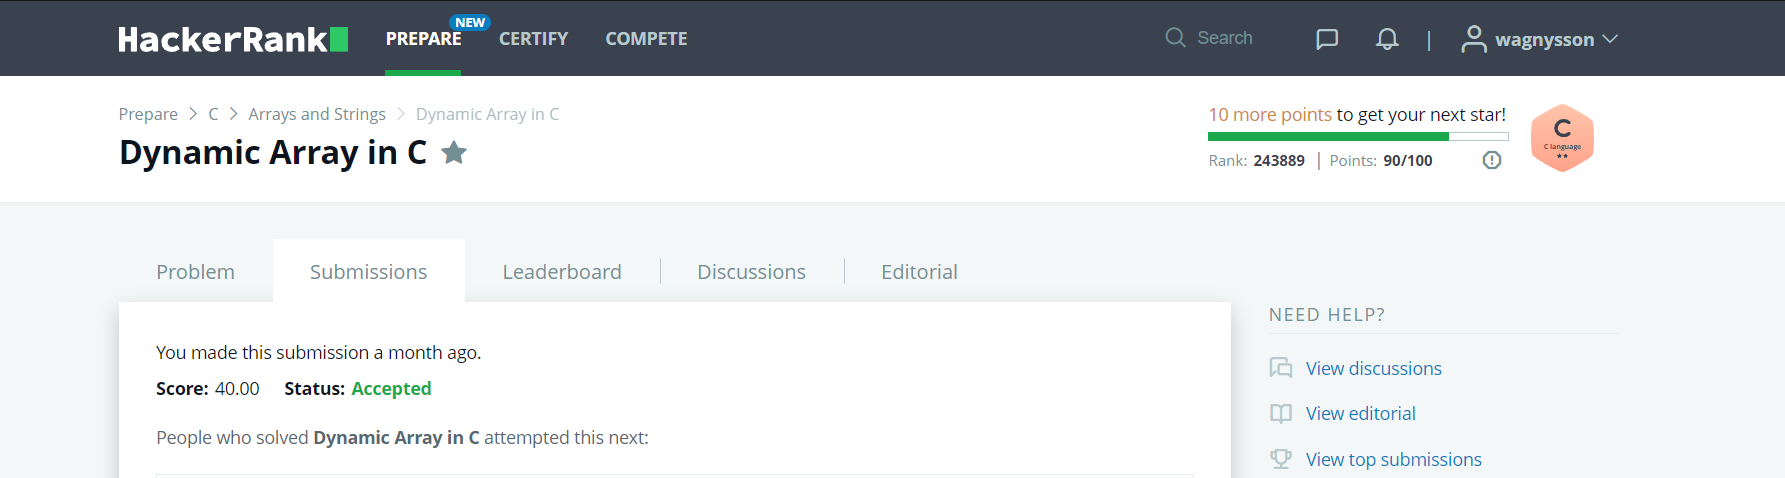 HackerRank PREPARE NEW CERTIFY COMPETE Search | wagnysson
Prepare > C > Arrays and Strings > Dynamic Array in C
Dynamic Array in C
10 more points to get your next star!
Rank: 243889 | Points: 90/100
C
C language
Problem Submissions Leaderboard Discussions Editorial
You made this submission a month ago.
Score: 40.00 Status: Accepted
People who solved Dynamic Array in C attempted this next:
NEED HELP?
View discussions
View editorial
View top submissions